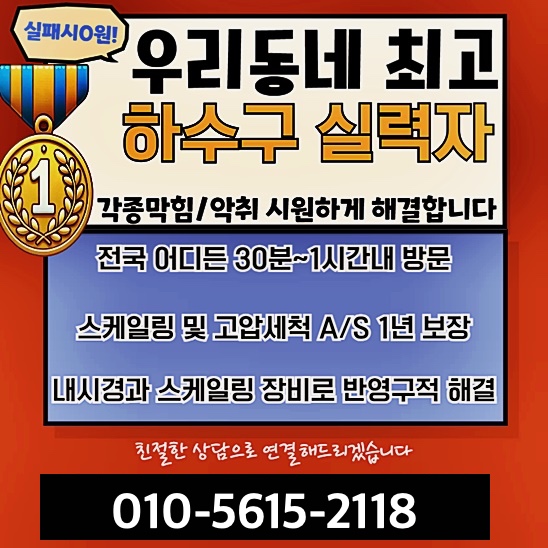 실패시0원!
우리동네 최고
하수구 실력자
1
각종막힘/악취 시원하게 해결합니다
전국 어디든 30분~1시간내 방문
스케일링 및 고압세척 A/S 1년 보장
내시경과 스케일링 장비로 반영구적 해결
친절한 상담으로 연결해드리겠습니다
010-5615-2118